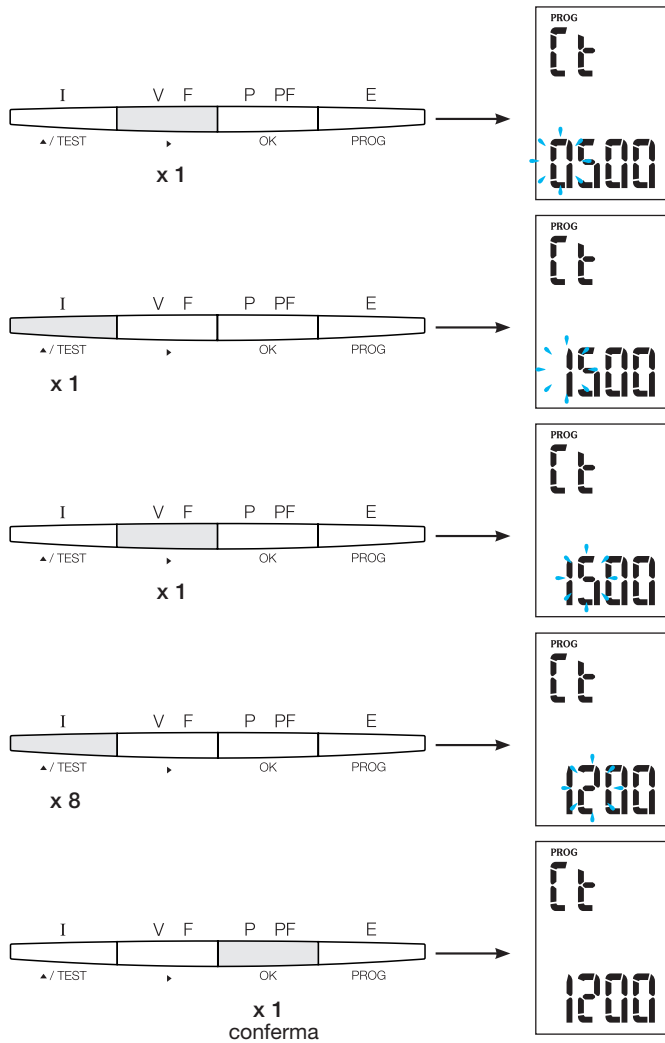 PROG
Ct
I V F P PF E
▲ / TEST ▶ OK PROG
x 1
0500
PROG
Ct
I V F P PF E
▲ / TEST ▶ OK PROG
x 1
1500
PROG
Ct
I V F P PF E
▲ / TEST ▶ OK PROG
x 1
1500
PROG
Ct
I V F P PF E
▲ / TEST ▶ OK PROG
x 8
1200
PROG
Ct
I V F P PF E
▲ / TEST ▶ OK PROG
x 1
conferma
1200